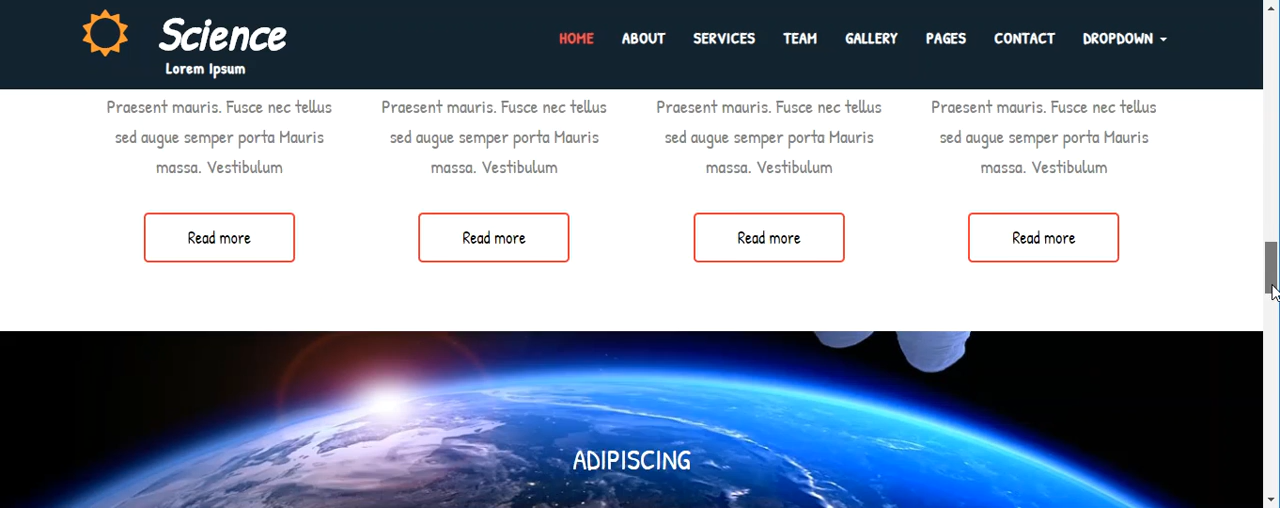 Science
Lorem Ipsum
HOME ABOUT SERVICES TEAM GALLERY PAGES CONTACT DROPDOWN
Praesent mauris. Fusce nec tellus
sed augue semper porta Mauris
massa. Vestibulum
Read more
Praesent mauris. Fusce nec tellus
sed augue semper porta Mauris
massa. Vestibulum
Read more
Praesent mauris. Fusce nec tellus
sed augue semper porta Mauris
massa. Vestibulum
Read more
Praesent mauris. Fusce nec tellus
sed augue semper porta Mauris
massa. Vestibulum
Read more
ADIPISCING